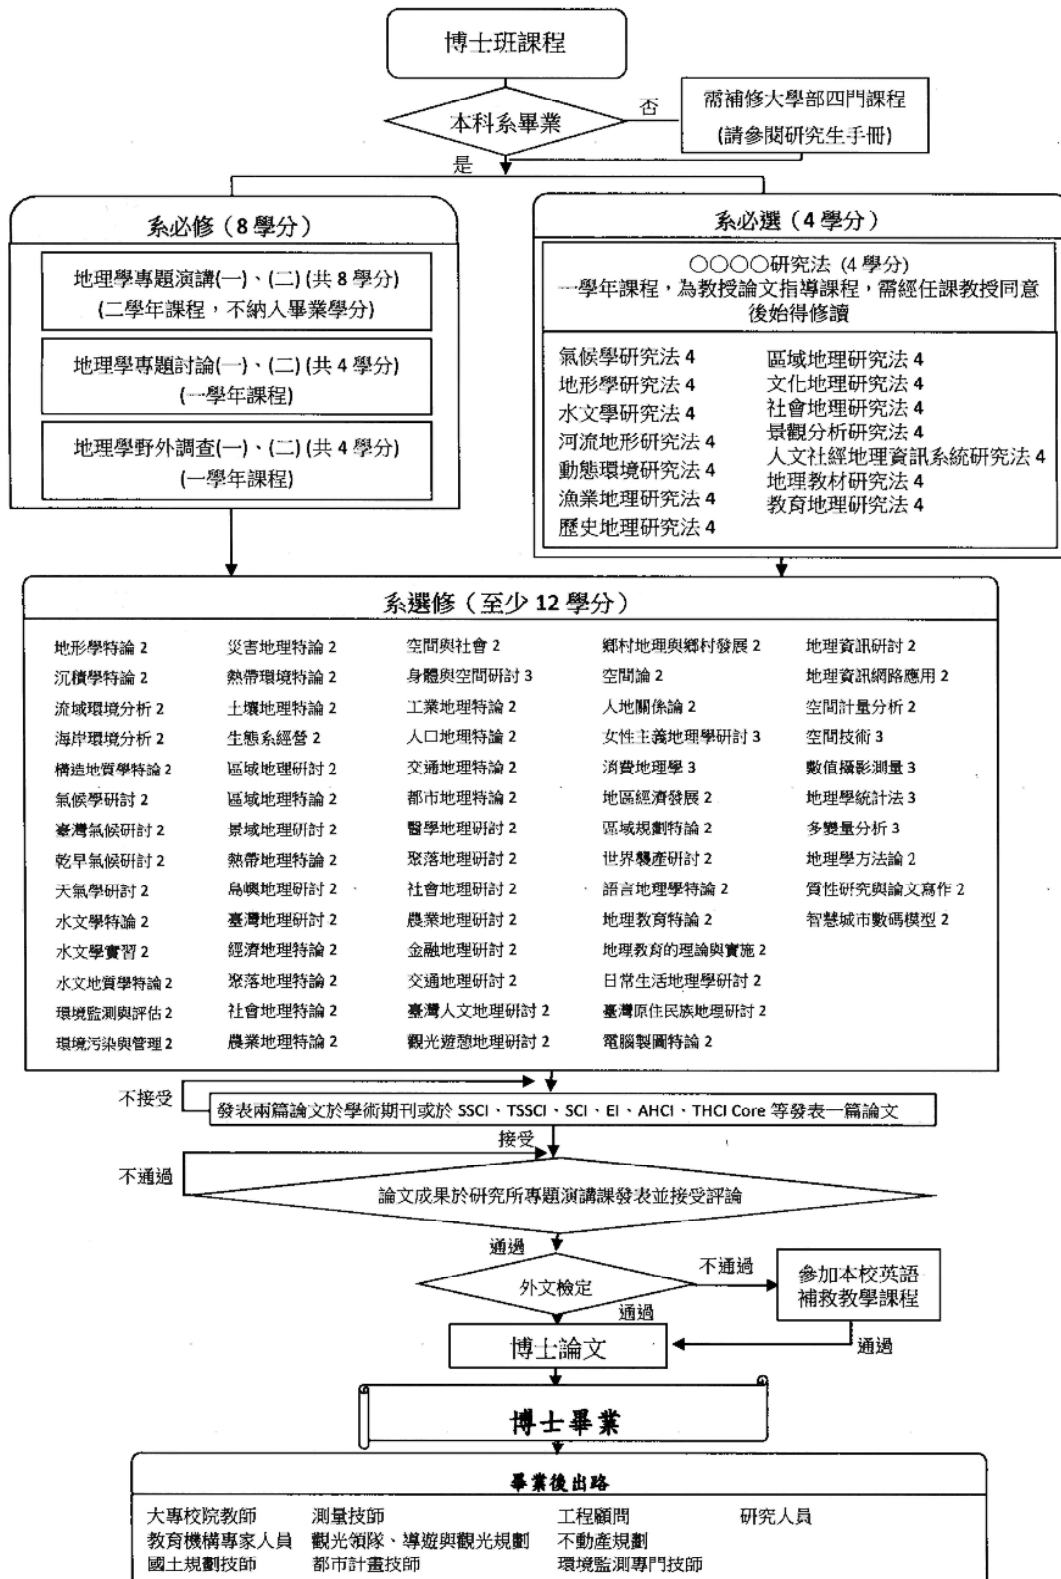 博士班課程
本科系畢業
否
需補修大學部四門課程
(請參閱研究生手冊)
是
系必修（8 學分）
地理學專題演講(一)、(二) (共 8 學分)
(二學年課程，不納入畢業學分)
地理學專題討論(一)、(二) (共 4 學分)
(一學年課程)
地理學野外調查(一)、(二) (共 4 學分)
(一學年課程)
系必選（4 學分）
○○○○研究法 (4 學分)
一學年課程，為教授論文指導課程，需經任課教授同意
後始得修讀
氣候學研究法 4
地形學研究法 4
水文學研究法 4
河流地形研究法 4
動態環境研究法 4
漁業地理研究法 4
歷史地理研究法 4
區域地理研究法 4
文化地理研究法 4
社會地理研究法 4
景觀分析研究法 4
人文社經地理資訊系統研究法 4
地理教材研究法 4
教育地理研究法 4
系選修（至少 12 學分）
地形學特論 2
沉積學特論 2
流域環境分析 2
海岸環境分析 2
構造地質學特論 2
氣候學研討 2
臺灣氣候研討 2
乾旱氣候研討 2
天氣學研討 2
水文學特論 2
水文學實習 2
水文地質學特論 2
環境監測與評估 2
環境污染與管理 2
災害地理特論 2
熱帶環境特論 2
土壤地理特論 2
生態系經營 2
區域地理研討 2
區域地理特論 2
景域地理研討 2
熱帶地理特論 2
島嶼地理研討 2
臺灣地理研討 2
經濟地理特論 2
聚落地理特論 2
社會地理特論 2
農業地理特論 2
空間與社會 2
身體與空間研討 3
工業地理特論 2
人口地理特論 2
交通地理特論 2
都市地理特論 2
醫學地理研討 2
聚落地理研討 2
社會地理研討 2
農業地理研討 2
金融地理研討 2
交通地理研討 2
臺灣人文地理研討 2
觀光遊憩地理研討 2
鄉村地理與鄉村發展 2
空間論 2
人地關係論 2
女性主義地理學研討 3
消費地理學 3
地區經濟發展 2
區域規劃特論 2
世界襲產研討 2
語言地理學特論 2
地理教育特論 2
地理教育的理論與實施 2
日常生活地理學研討 2
臺灣原住民族地理研討 2
電腦製圖特論 2
地理資訊研討 2
地理資訊網路應用 2
空間計量分析 2
空間技術 3
數值攝影測量 3
地理學統計法 3
多變量分析 3
地理學方法論 2
質性研究與論文寫作 2
智慧城市數碼模型 2
不接受
發表兩篇論文於學術期刊或於 SSCI、TSSCI、SCI、EI、AHCI、THCI Core 等發表一篇論文
接受
不通過
論文成果於研究所專題演講課發表並接受評論
通過
外文檢定
不通過
參加本校英語
補救教學課程
通過
通過
博士論文
博士畢業
畢業後出路
大專校院教師
測量技師
工程顧問
研究人員
教育機構專家人員
觀光領隊、導遊與觀光規劃
不動產規劃
國土規劃技師
都市計畫技師
環境監測專門技師